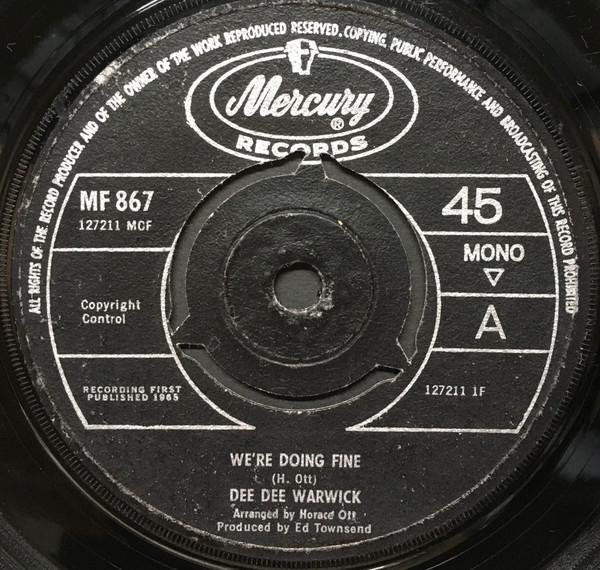 ALL RIGHTS OF THE RECORD PRODUCER AND OF THE OWNER OF THE WORK REPRODUCED RESERVED. COPYING, PUBLIC PERFORMANCE AND BROADCASTING OF THIS RECORD PROHIBITED
Mercury ®
RECORDS
MF 867
127211 MCF
45
MONO
A
Copyright
Control
RECORDING FIRST
PUBLISHED 1965
127211 1F
WE'RE DOING FINE
(H. Ott)
DEE DEE WARWICK
Arranged by Horace Ott
Produced by Ed Townsend